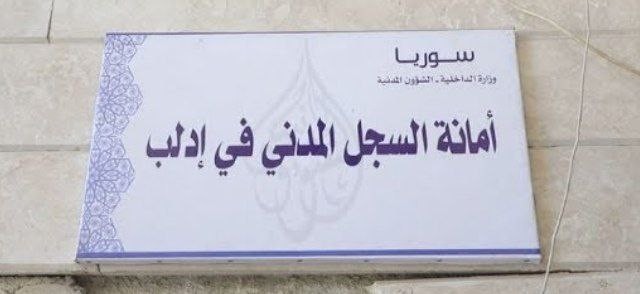 سوريا
وزارة الداخلية - الشؤون المدنية
أمانة السجل المدني في إدلب